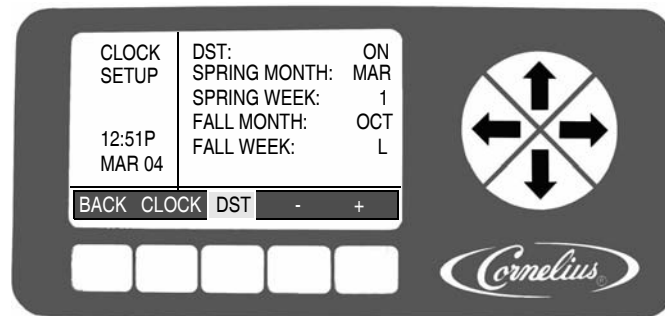 CLOCK
SETUP
12:51P
MAR 04
DST: ON
SPRING MONTH: MAR
SPRING WEEK: 1
FALL MONTH: OCT
FALL WEEK: L
BACK CLOCK DST - +
Cornelius®